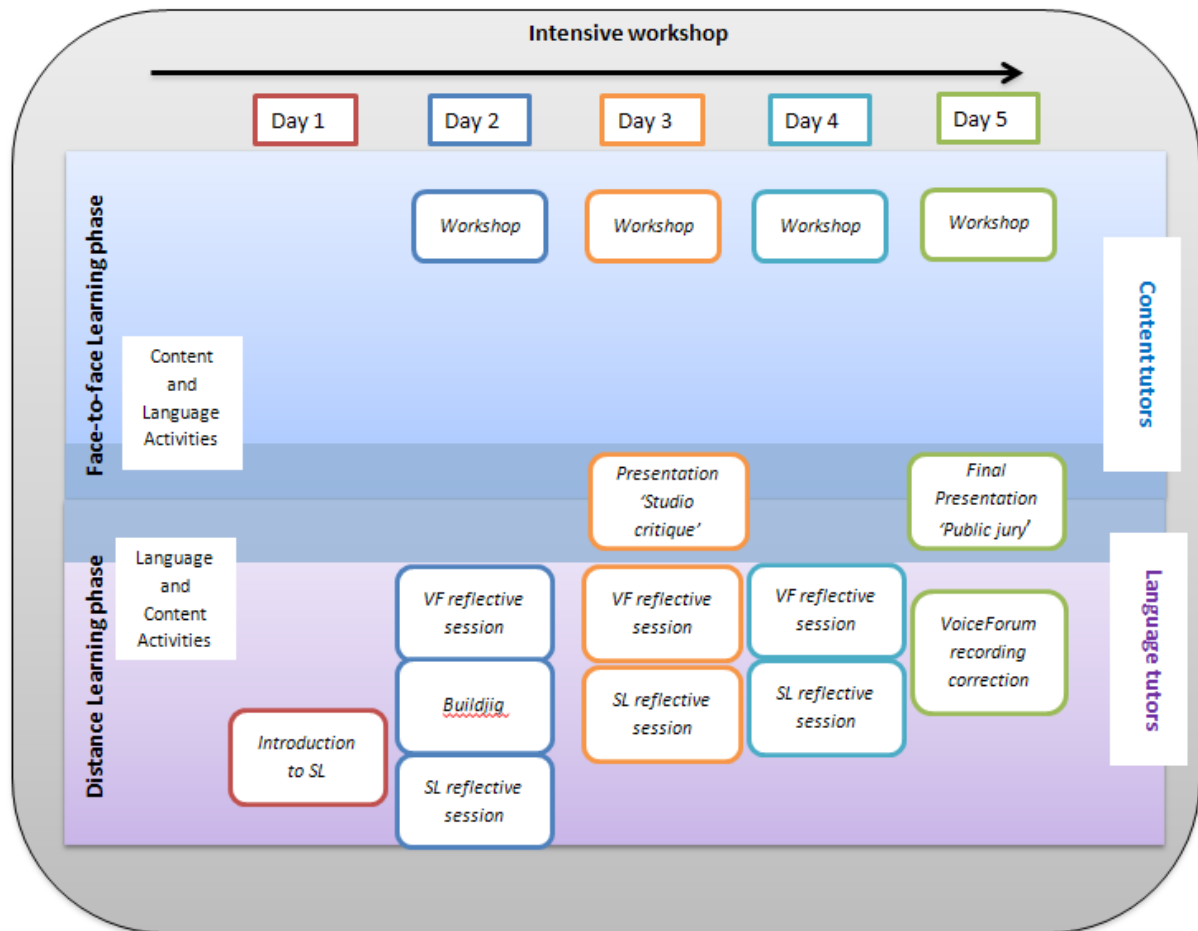 Intensive workshop
Day 1
Day 2
Day 3
Day 4
Day 5
Face-to-face Learning phase
Workshop
Workshop
Workshop
Workshop
Content tutors
Content
and
Language
Activities
Presentation
‘Studio
critique’
Final
Presentation
‘Public jury’
Distance Learning phase
Language
and
Content
Activities
Language tutors
Introduction
to SL
VF reflective
session
Buildjig
SL reflective
session
VF reflective
session
SL reflective
session
VF reflective
session
SL reflective
session
VoiceForum
recording
correction